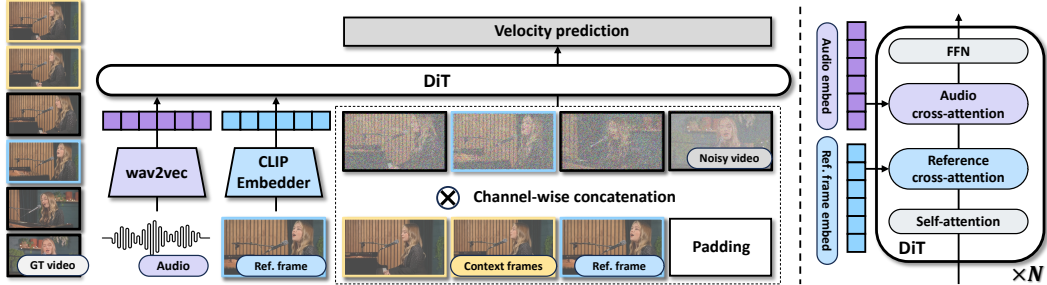 Velocity prediction
DiT
wav2vec
CLIP
Embedder
Noisy video
Channel-wise concatenation
GT video
Audio
Ref. frame
Context frames
Ref. frame
Padding
Audio embed
Ref. frame embed
FFN
Audio
cross-attention
Reference
cross-attention
Self-attention
DiT
×N